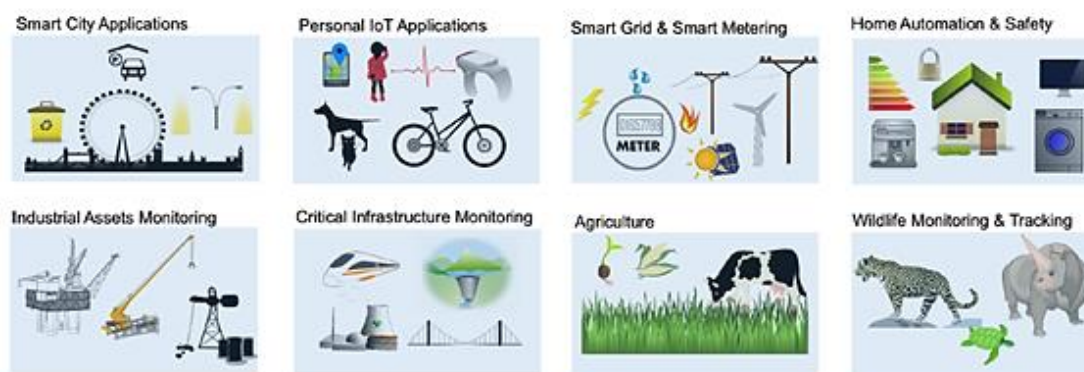 Smart City Applications
Personal IoT Applications
Smart Grid & Smart Metering
Home Automation & Safety
METER
Industrial Assets Monitoring
Critical Infrastructure Monitoring
Agriculture
Wildlife Monitoring & Tracking